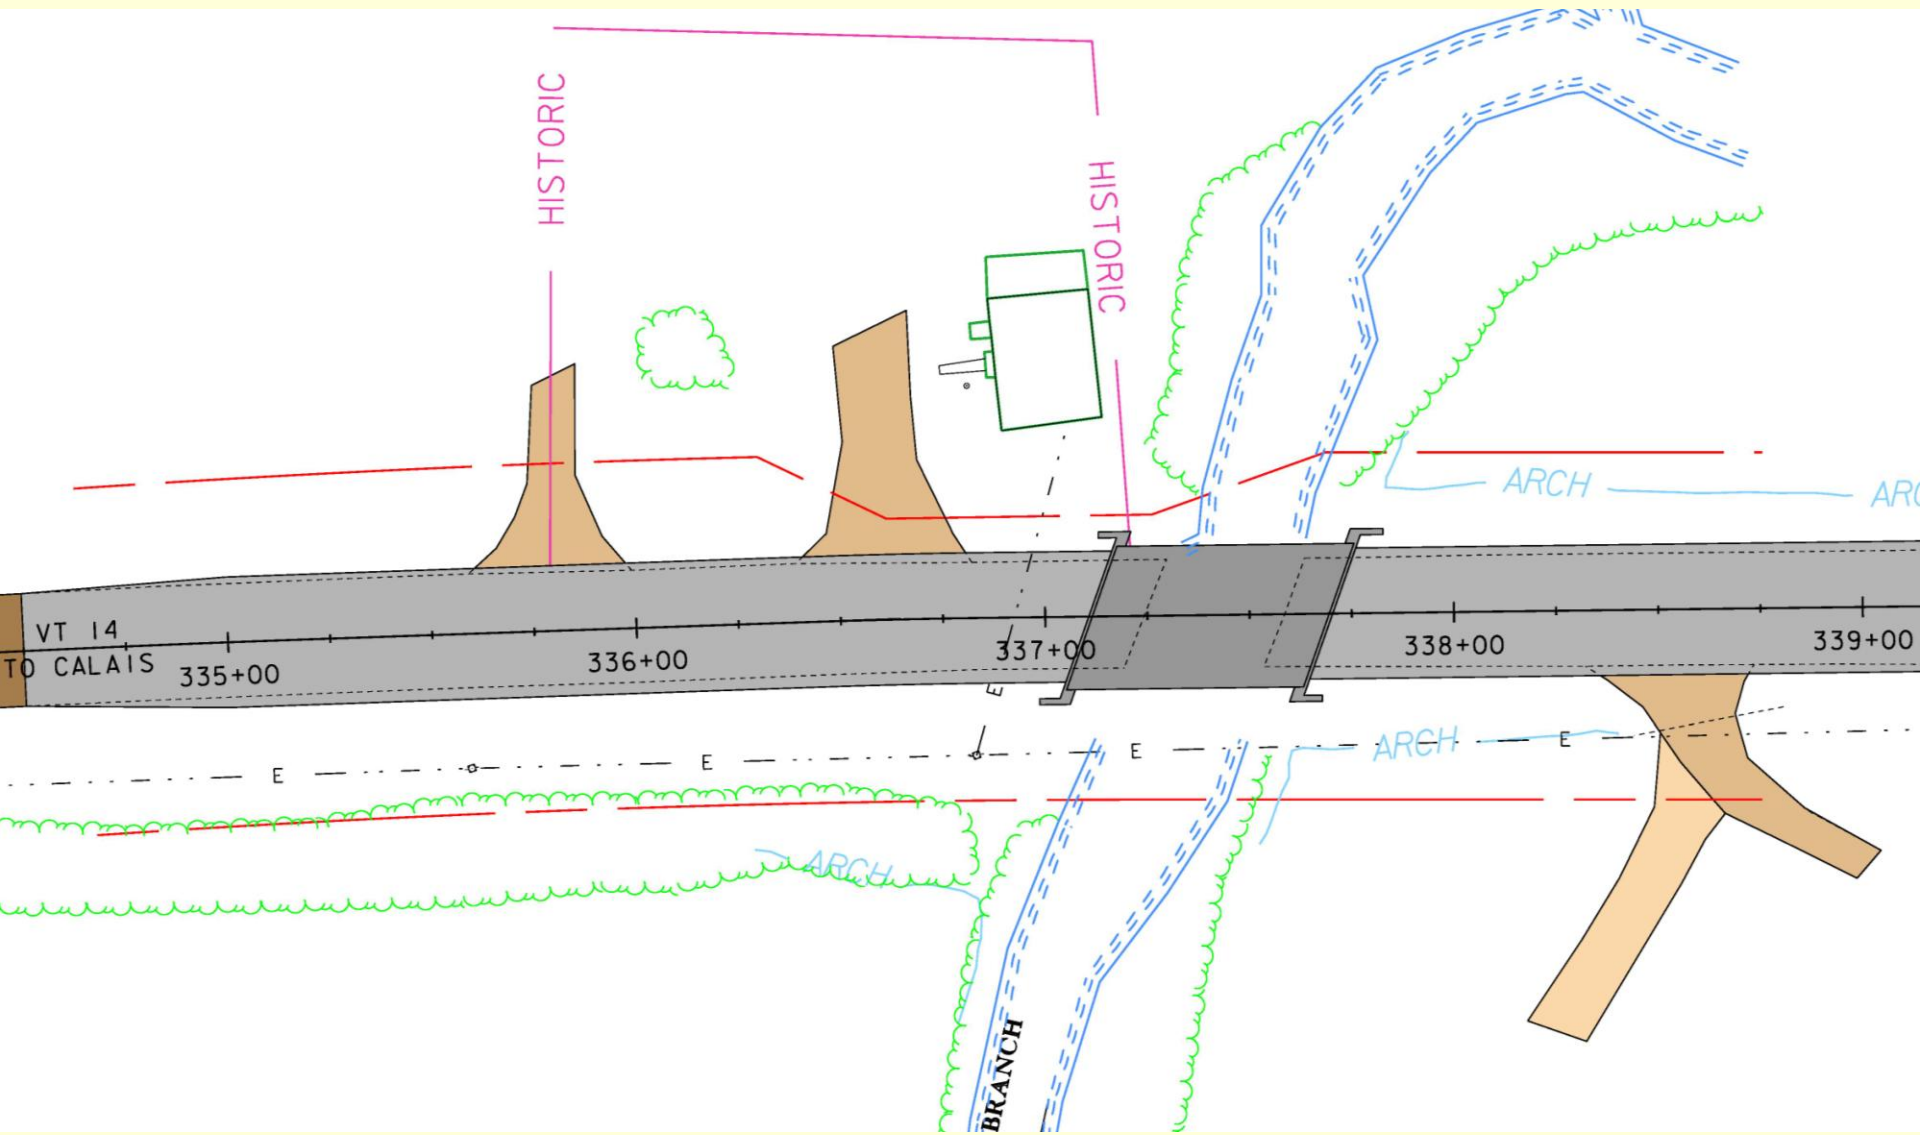 HISTORIC
HISTORIC
ARCH
VT 14
TO CALAIS
335+00
336+00
337+00
338+00
339+00
E
E
E
E
E
ARCH
ARCH
BRANCH